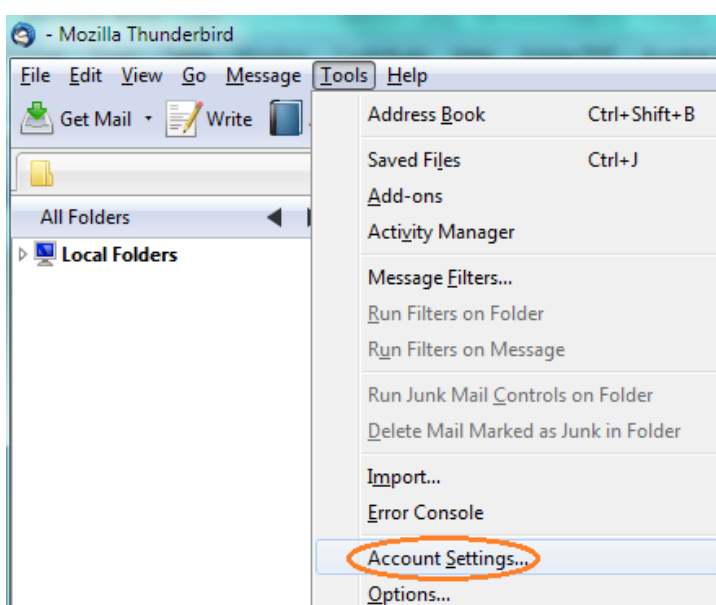 - Mozilla Thunderbird
File Edit View Go Message Tools Help
Get Mail Write
Address Book Ctrl+Shift+B
Saved Files Ctrl+J
Add-ons
All Folders
Activity Manager
Local Folders
Message Filters...
Run Filters on Folder
Run Filters on Message
Run Junk Mail Controls on Folder
Delete Mail Marked as Junk in Folder
Import...
Error Console
Account Settings...
Options...